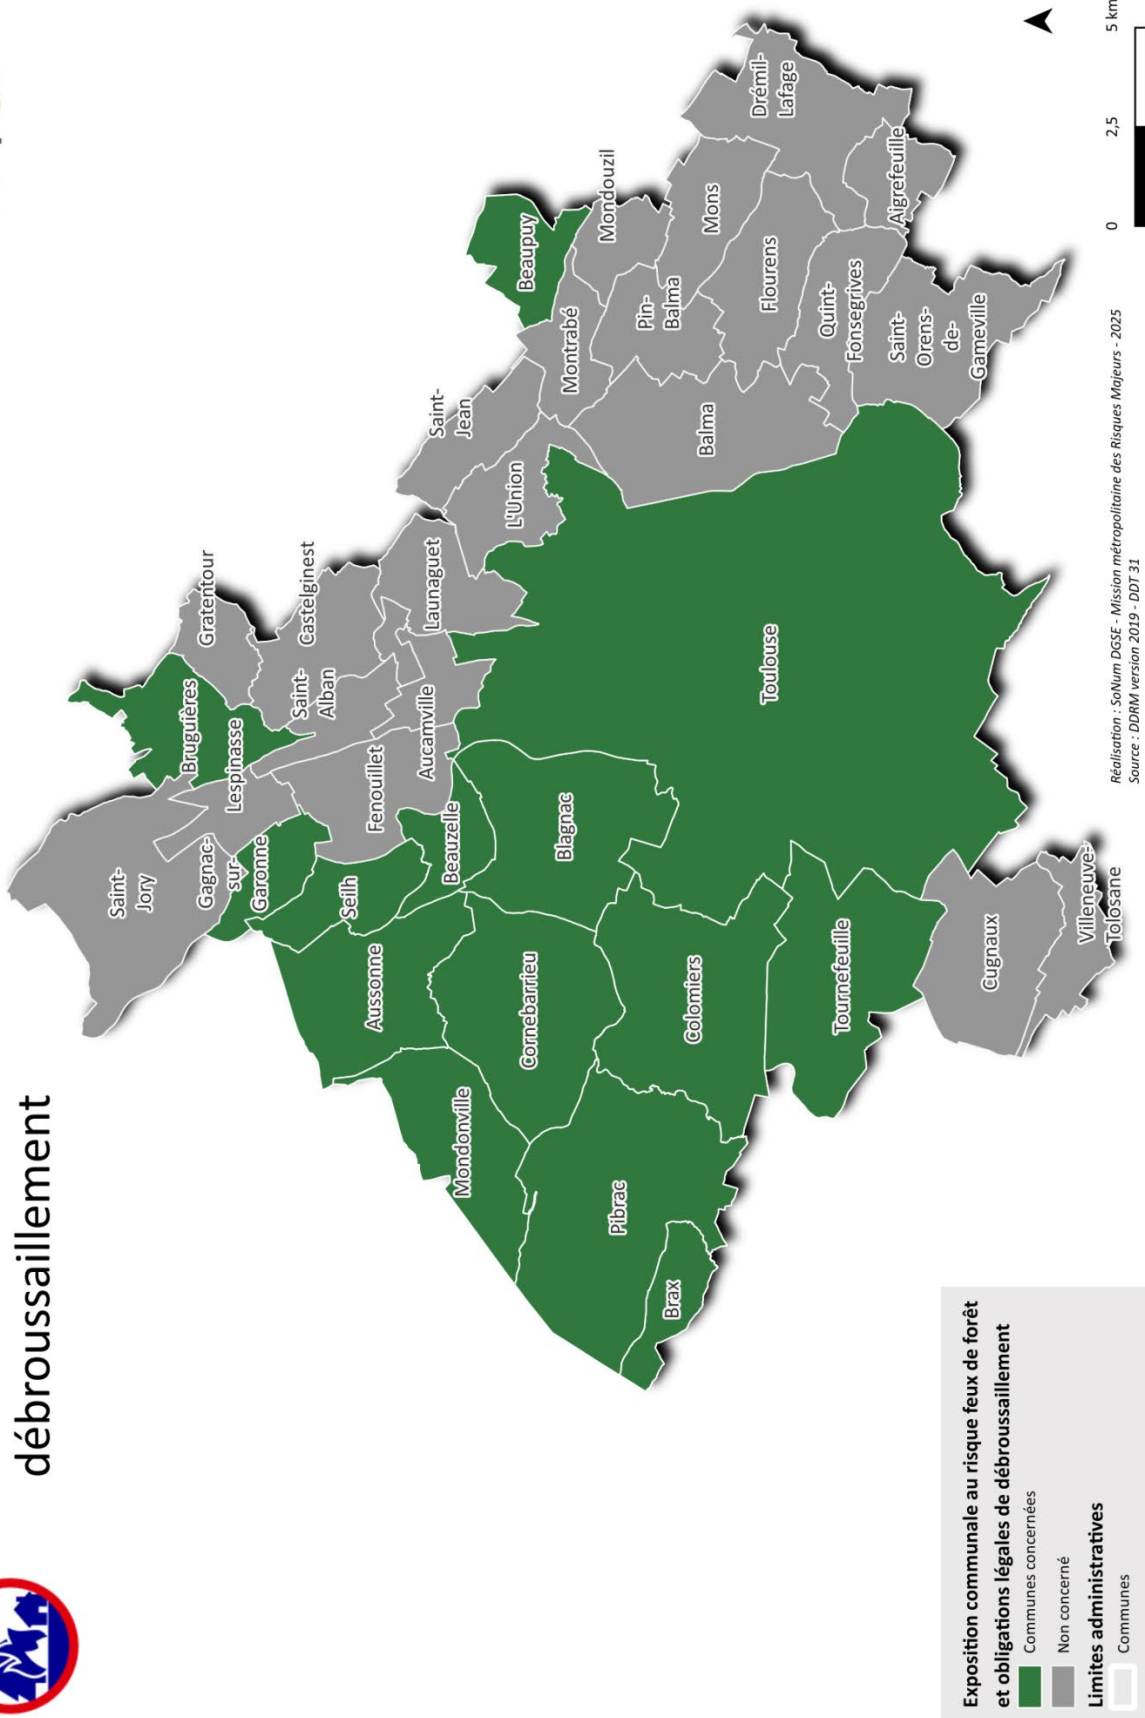 débroussaillement
Saint-
Jory
Bruguières
Gratentour
Lespinasse
Gagnac-
sur-
Garonne
Saint-
Alban
Castelginest
Seilh
Fenouillet
Aussonne
Beauzelle
Aucamville
Launaguet
Saint-
Jean
Mondonville
L'Union
Beaupuy
Cornebarrieu
Blagnac
Montrabé
Mondouzil
Pibrac
Pin-
Balma
Brax
Colomiers
Balma
Mons
Toulouse
Flourens
Drémil-
Lafage
Tournefeuille
Quint-
Fonsegrives
Aigrefeuille
Saint-
Orens-
de-
Gameville
Cugnaux
Villeneuve-
Tolosane
Exposition communale au risque feux de forêt
et obligations légales de débroussaillement
Communes concernées
Non concerné
Limites administratives
Communes
Réalisation : SoNum DGSE - Mission métropolitaine des Risques Majeurs - 2025
Source : DDRM version 2019 - DDT 31
0 2,5 5 km